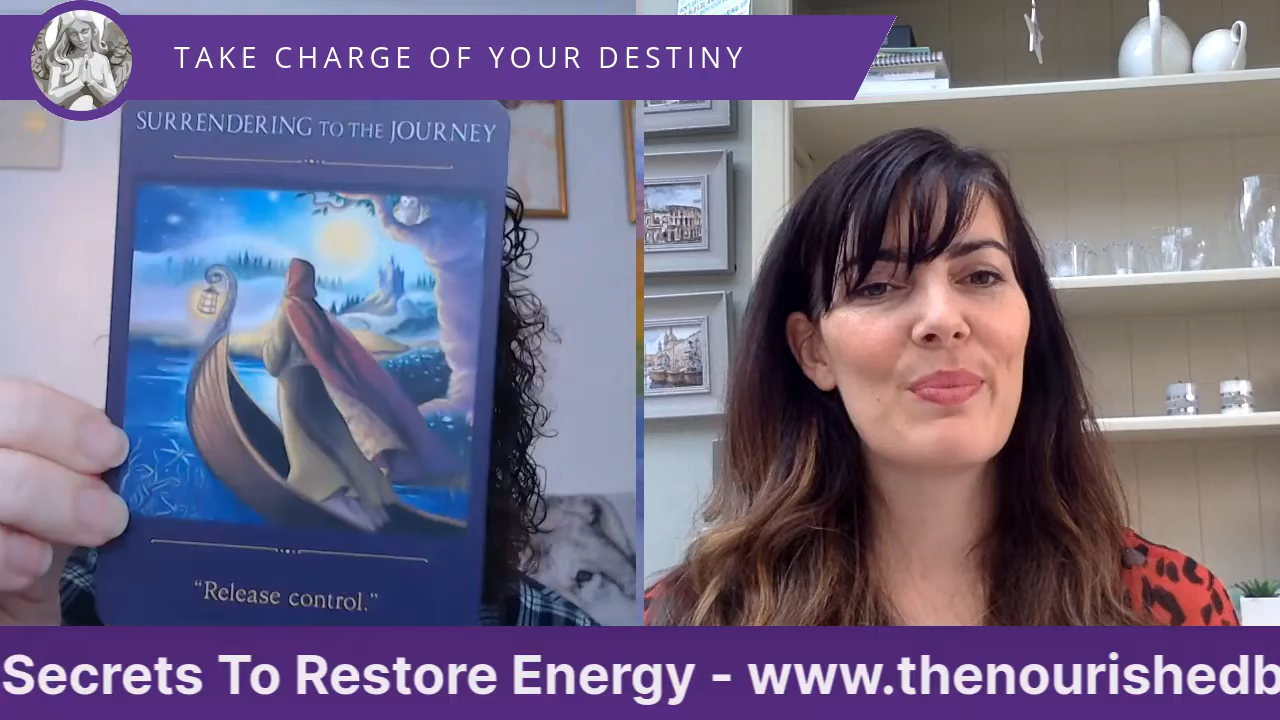 TAKE CHARGE OF YOUR DESTINY
SURRENDERING TO THE JOURNEY
"Release control."
Secrets To Restore Energy - www.thenourishedb